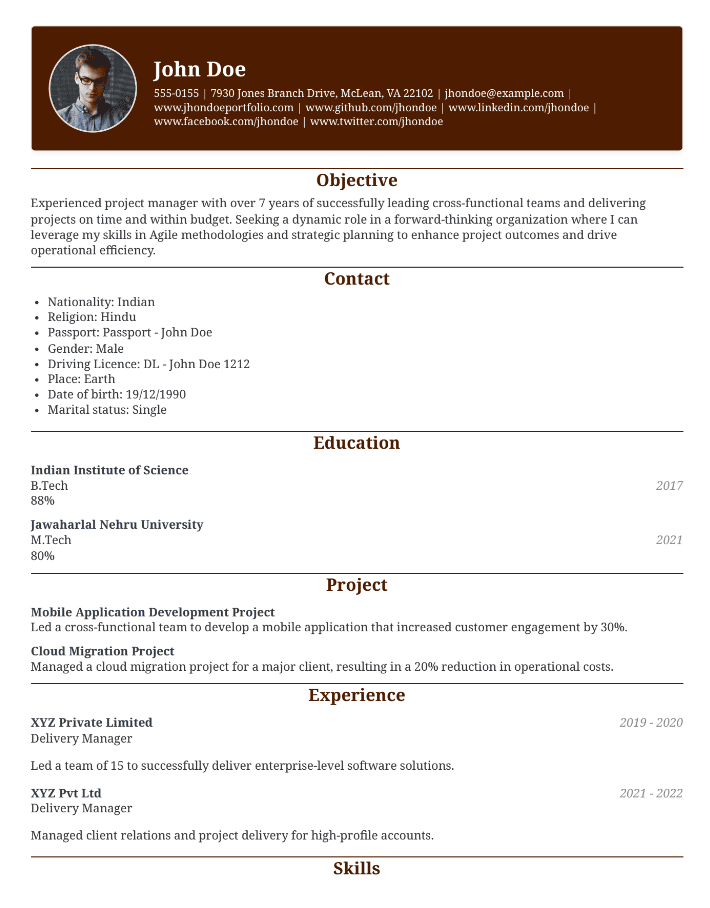 John Doe
555-0155 | 7930 Jones Branch Drive, McLean, VA 22102 | jhondoe@example.com |
www.jhondoeportfolio.com | www.github.com/jhondoe | www.linkedin.com/jhondoe |
www.facebook.com/jhondoe | www.twitter.com/jhondoe
Objective
Experienced project manager with over 7 years of successfully leading cross-functional teams and delivering
projects on time and within budget. Seeking a dynamic role in a forward-thinking organization where I can
leverage my skills in Agile methodologies and strategic planning to enhance project outcomes and drive
operational efficiency.
Contact
• Nationality: Indian
• Religion: Hindu
• Passport: Passport - John Doe
• Gender: Male
• Driving Licence: DL - John Doe 1212
• Place: Earth
• Date of birth: 19/12/1990
• Marital status: Single
Education
Indian Institute of Science
B.Tech 2017
88%
Jawaharlal Nehru University
M.Tech 2021
80%
Project
Mobile Application Development Project
Led a cross-functional team to develop a mobile application that increased customer engagement by 30%.
Cloud Migration Project
Managed a cloud migration project for a major client, resulting in a 20% reduction in operational costs.
Experience
XYZ Private Limited 2019 - 2020
Delivery Manager
Led a team of 15 to successfully deliver enterprise-level software solutions.
XYZ Pvt Ltd 2021 - 2022
Delivery Manager
Managed client relations and project delivery for high-profile accounts.
Skills